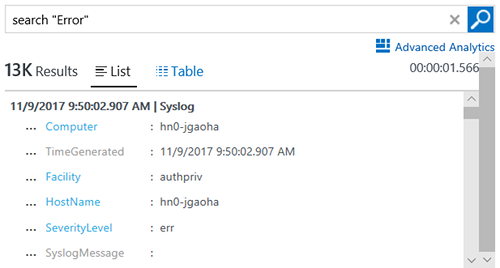 search "Error"
Advanced Analytics
13K Results List Table 00:00:01.566
11/9/2017 9:50:02.907 AM | Syslog
... Computer : hn0-jgaoha
... TimeGenerated : 11/9/2017 9:50:02.907 AM
... Facility : authpriv
... HostName : hn0-jgaoha
... SeverityLevel : err
... SyslogMessage :